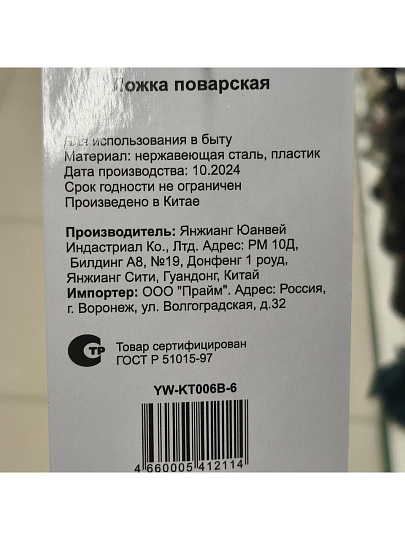 Ложка поварская
Для использования в быту
Материал: нержавеющая сталь, пластик
Дата производства: 10.2024
Срок годности не ограничен
Произведено в Китае
Производитель: Янжианг Юанвей
Индастриал Ко., Лтд. Адрес: РМ 10Д,
Билдинг А8, №19, Донфенг 1 роуд,
Янжианг Сити, Гуандонг, Китай
Импортер: ООО "Прайм". Адрес: Россия,
г. Воронеж, ул. Волгоградская, д.32
СТР
Товар сертифицирован
ГОСТ Р 51015-97
YW-KT006B-6
4 660005 412114